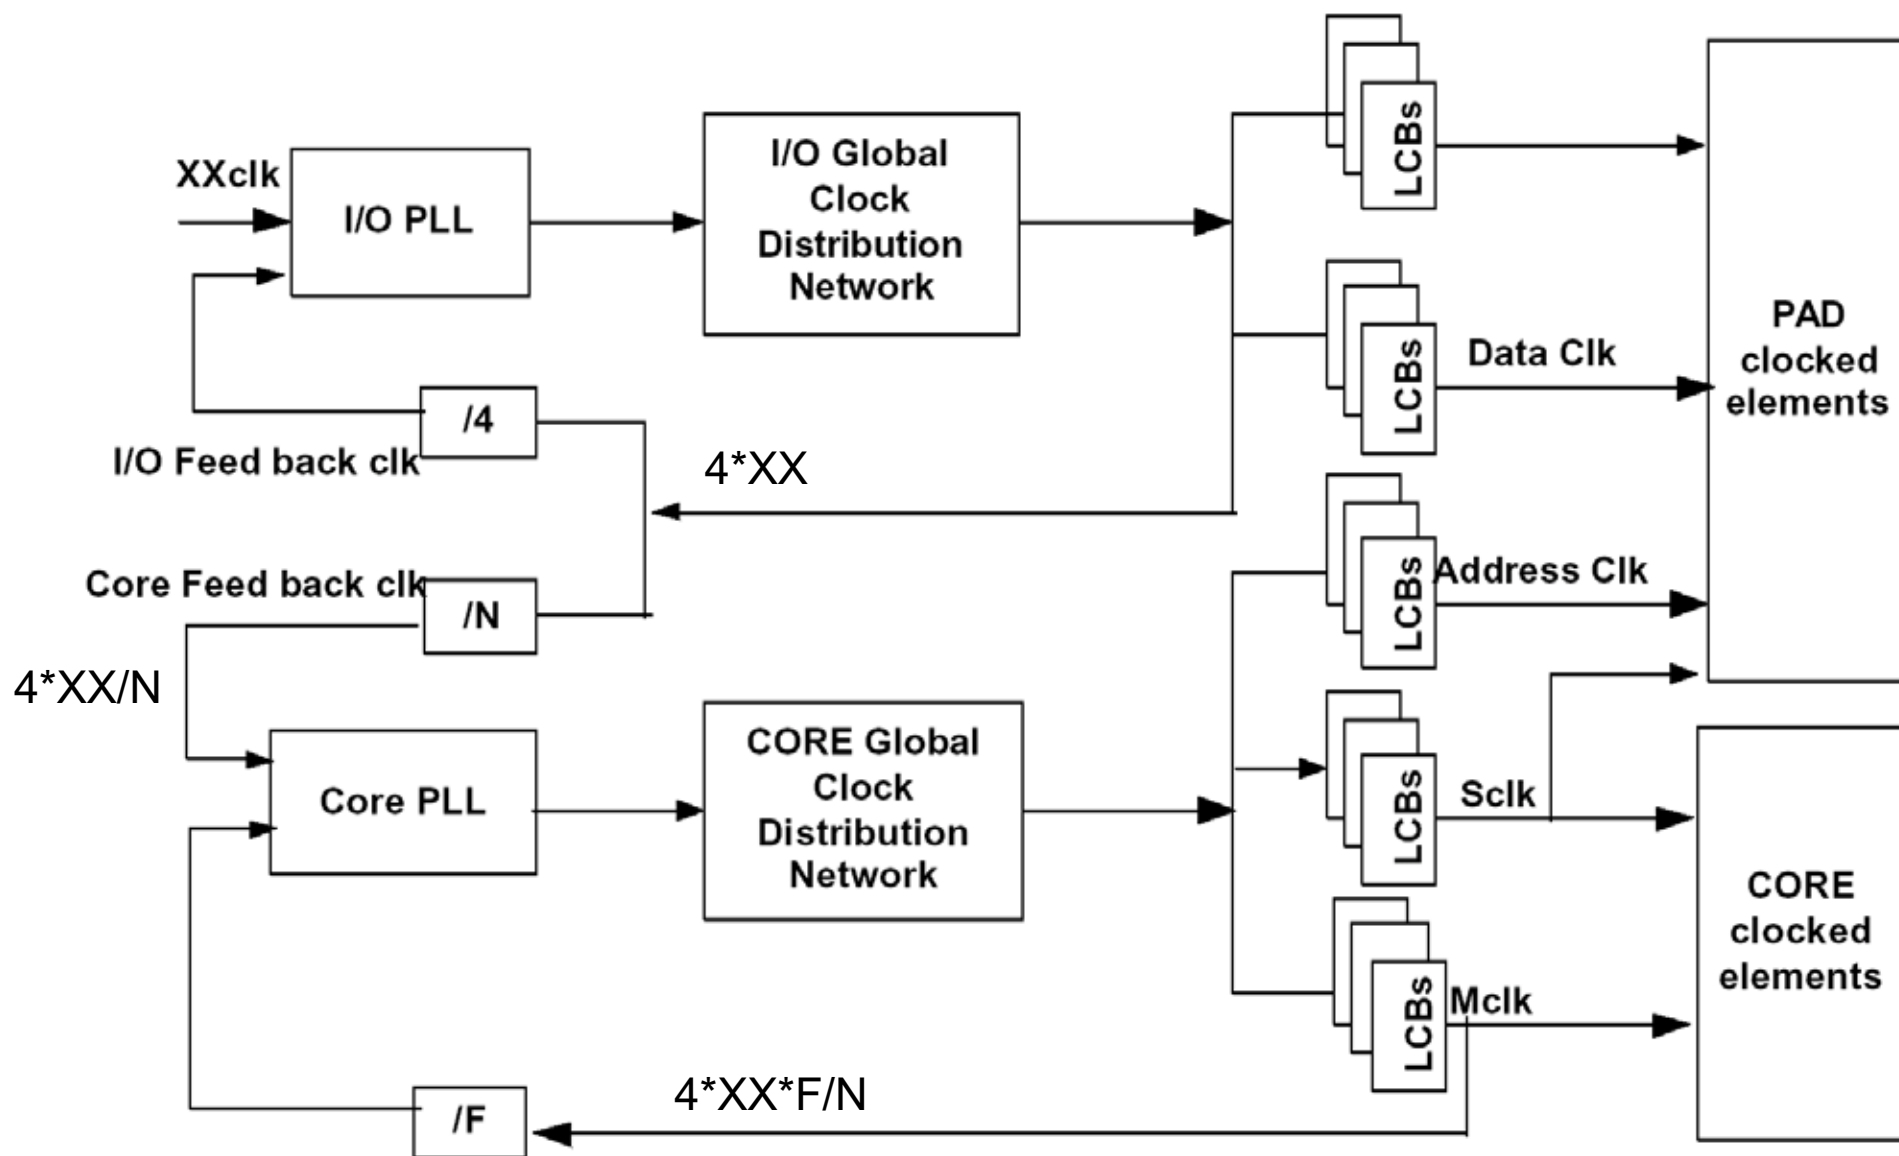 XXclk
I/O PLL
I/O Global
Clock
Distribution
Network
LCBs
LCBs
Data Clk
PAD
clocked
elements
/4
I/O Feed back clk
4*XX
Core Feed back clk
/N
4*XX/N
LCBs
Address Clk
Core PLL
CORE Global
Clock
Distribution
Network
LCBs
Sclk
CORE
clocked
elements
LCBs
Mclk
/F
4*XX*F/N